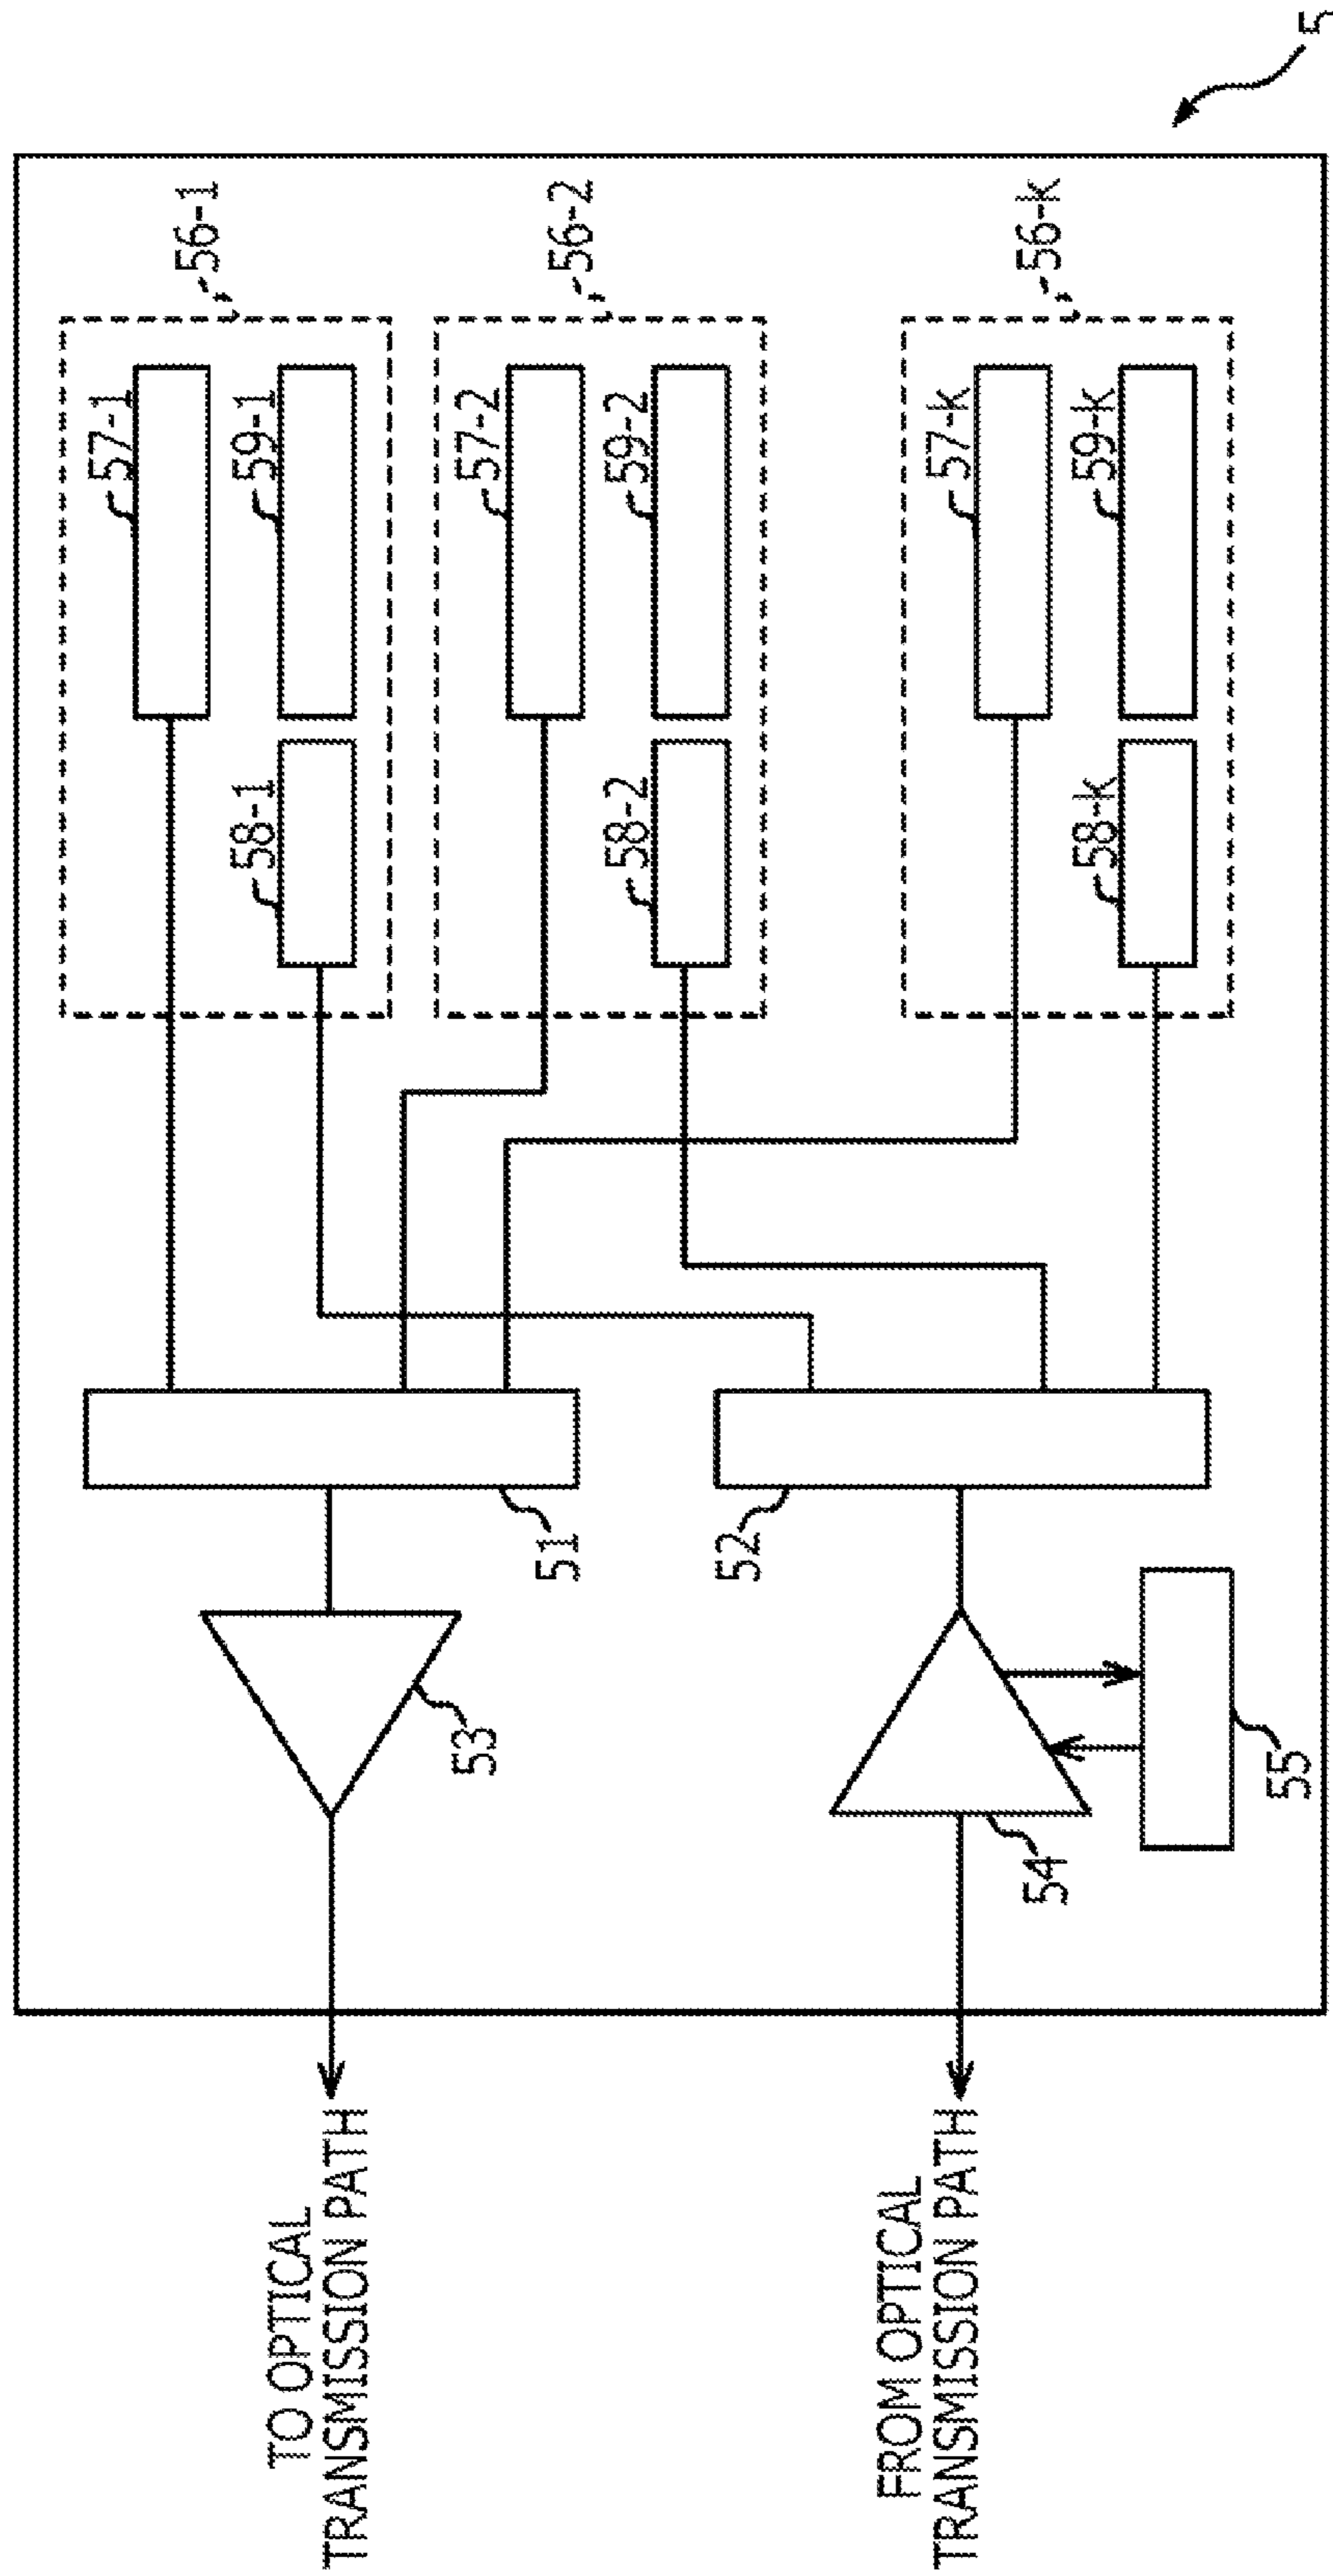 5
56-1
57-1
59-1
58-1
56-2
57-2
59-2
58-2
56-k
57-k
59-k
58-k
51
52
53
54
55
TO OPTICAL
TRANSMISSION PATH
FROM OPTICAL
TRANSMISSION PATH